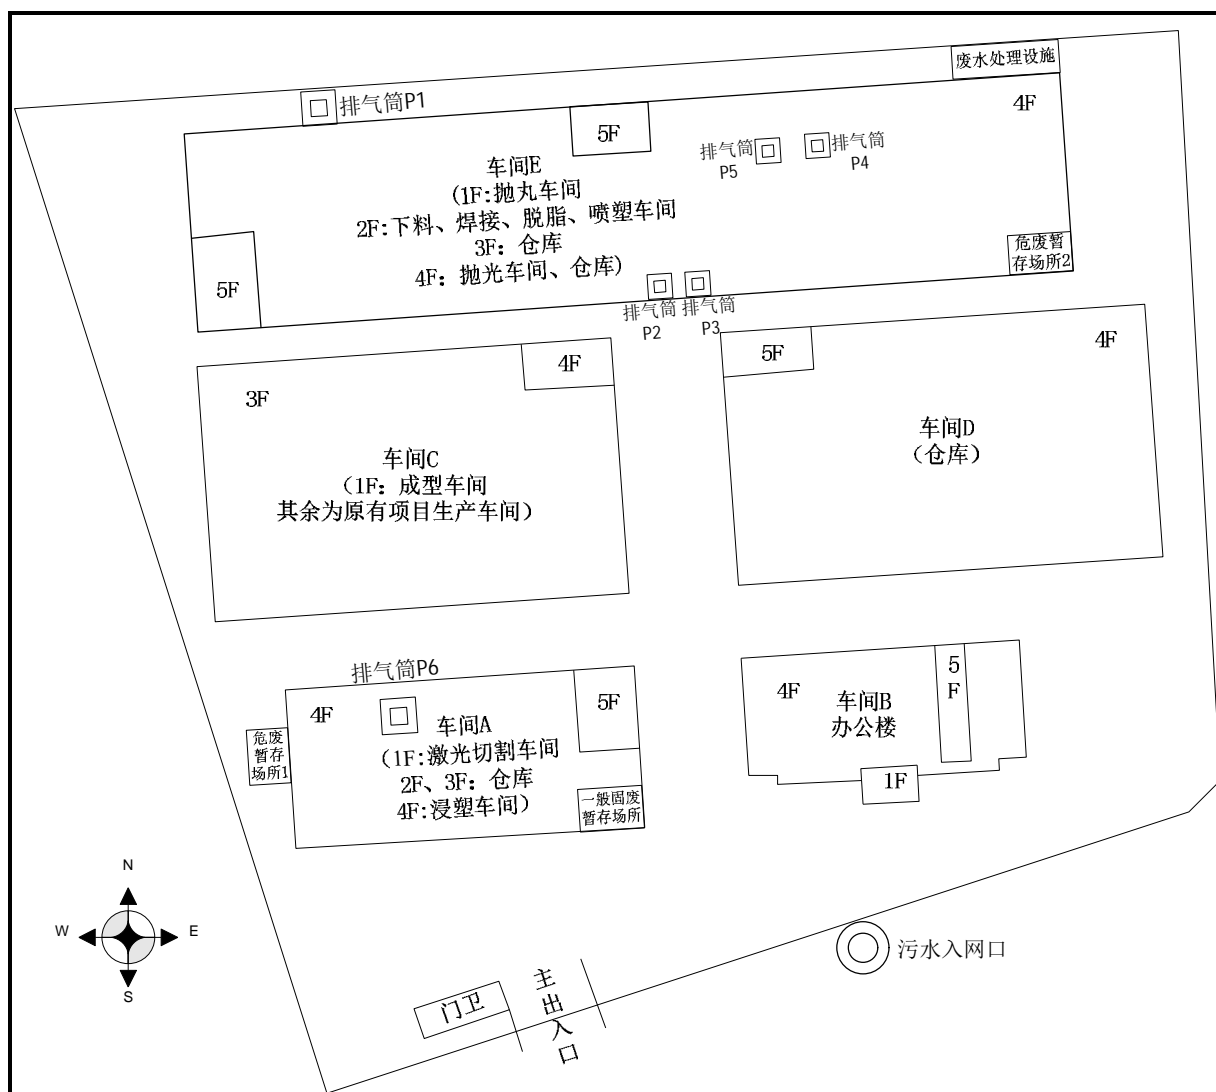 废水处理设施
排气筒P1
4F
5F
排气筒
P5
排气筒
P4
车间E
(1F:抛丸车间
2F:下料、焊接、脱脂、喷塑车间
3F: 仓库
4F: 抛光车间、仓库)
5F
危废暂
存场所2
排气筒
P2
排气筒
P3
4F
3F
车间C
(1F: 成型车间
其余为原有项目生产车间)
5F
4F
车间D
(仓库)
排气筒P6
4F
5F
车间A
(1F:激光切割车间
2F、3F: 仓库
4F:浸塑车间)
危废
暂存
场所1
一般固废
暂存场所
4F
5
F
车间B
办公楼
1F
N
W
E
S
污水入网口
门卫
主
出
入
口